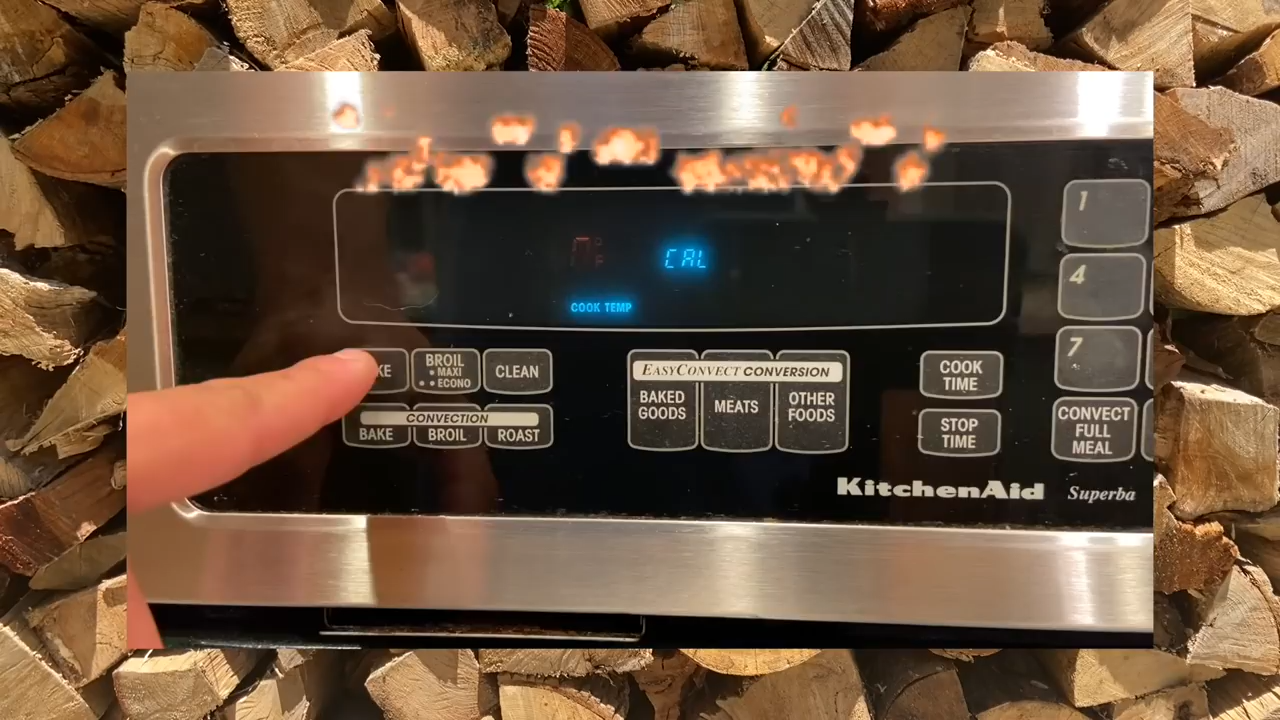 CAL
°F
COOK TEMP
KE
BROIL
• MAXI
• • ECONO
CLEAN
CONVECTION
BAKE
BROIL
ROAST
EASYCONVECT CONVERSION
BAKED
GOODS
MEATS
OTHER
FOODS
COOK
TIME
STOP
TIME
1
4
7
CONVECT
FULL
MEAL
KitchenAid
Superba